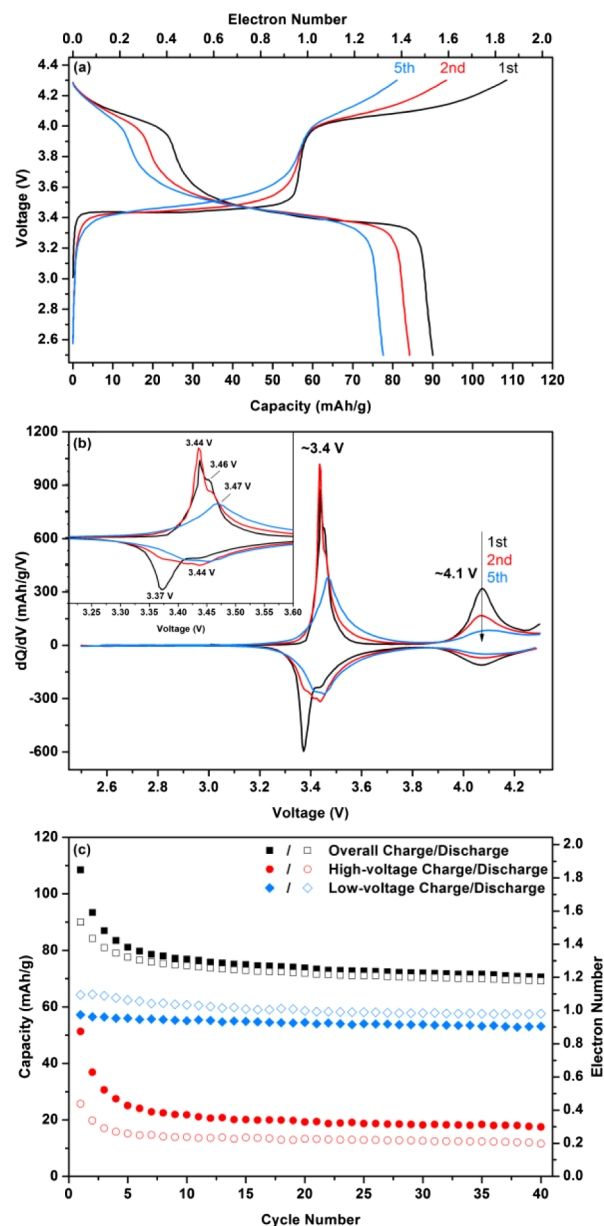 Electron Number
0.0 0.2 0.4 0.6 0.8 1.0 1.2 1.4 1.6 1.8 2.0
(a)
5th 2nd 1st
4.4
4.2
4.0
3.8
3.6
3.4
3.2
3.0
2.8
2.6
Voltage (V)
0 10 20 30 40 50 60 70 80 90 100 110 120
Capacity (mAh/g)
(b)
1200
900
600
300
0
-300
-600
dQ/dV (mAh/g/V)
3.44 V
3.46 V
3.47 V
3.44 V
3.37 V
3.25 3.30 3.35 3.40 3.45 3.50 3.55 3.60
Voltage (V)
~3.4 V
~4.1 V
1st
2nd
5th
2.6 2.8 3.0 3.2 3.4 3.6 3.8 4.0 4.2
Voltage (V)
(c)
■ / □ Overall Charge/Discharge
● / ○ High-voltage Charge/Discharge
◆ / ◇ Low-voltage Charge/Discharge
120
100
80
60
40
20
0
Capacity (mAh/g)
2.0
1.8
1.6
1.4
1.2
1.0
0.8
0.6
0.4
0.2
0.0
Electron Number
0 5 10 15 20 25 30 35 40
Cycle Number